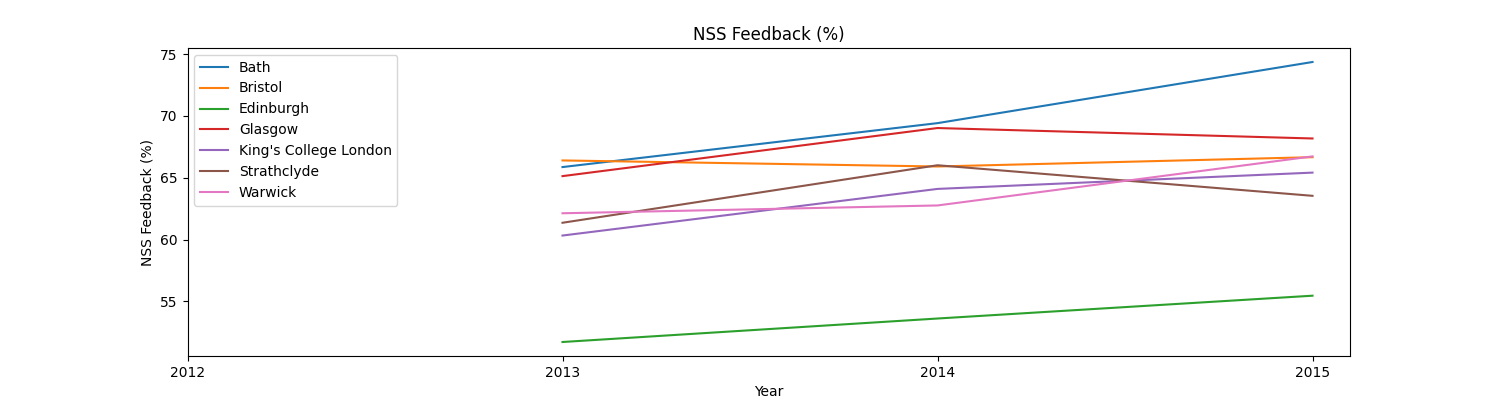 NSS Feedback (%)
75
70
65
60
55
NSS Feedback (%)
Bath
Bristol
Edinburgh
Glasgow
King's College London
Strathclyde
Warwick
2012
2013
2014
2015
Year